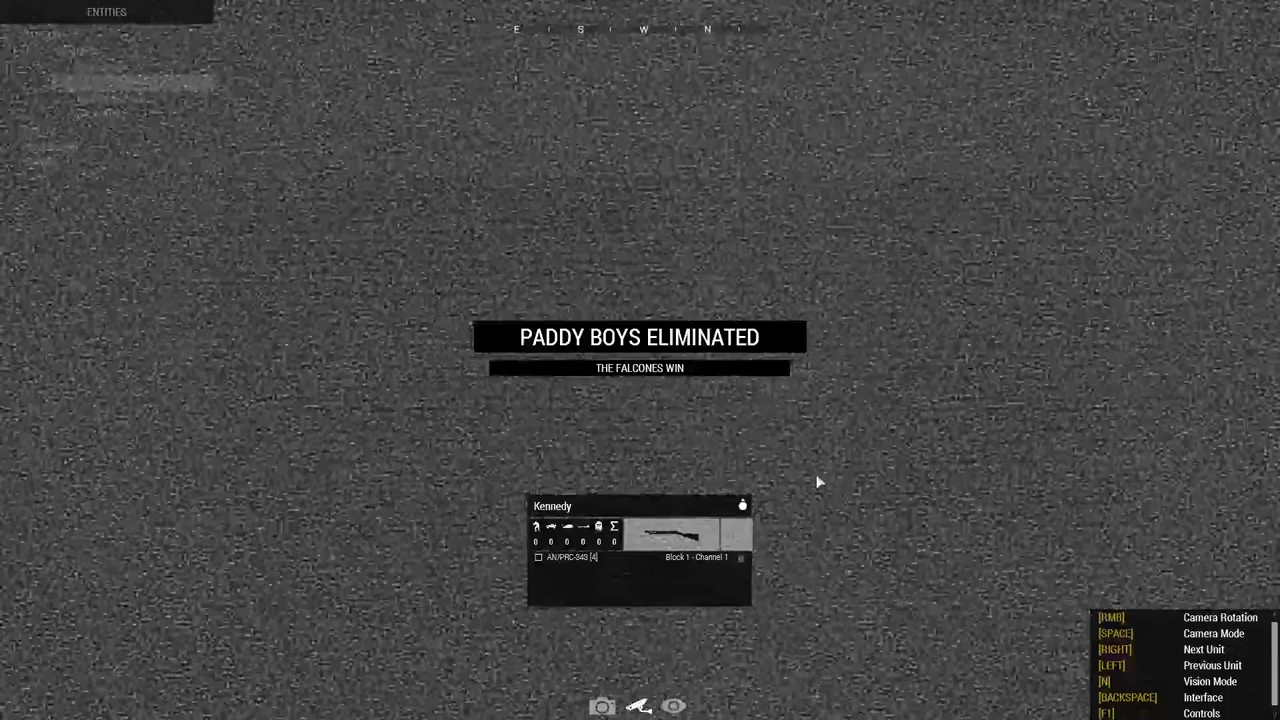 ENTITIES
E S W N
PADDY BOYS ELIMINATED
THE FALCONES WIN
Kennedy
Σ
0 0 0 0 0 0
AN/PRC-343 [4] Block 1 - Channel 1
[RMB] Camera Rotation
[SPACE] Camera Mode
[RIGHT] Next Unit
[LEFT] Previous Unit
[N] Vision Mode
[BACKSPACE] Interface
[F1] Controls